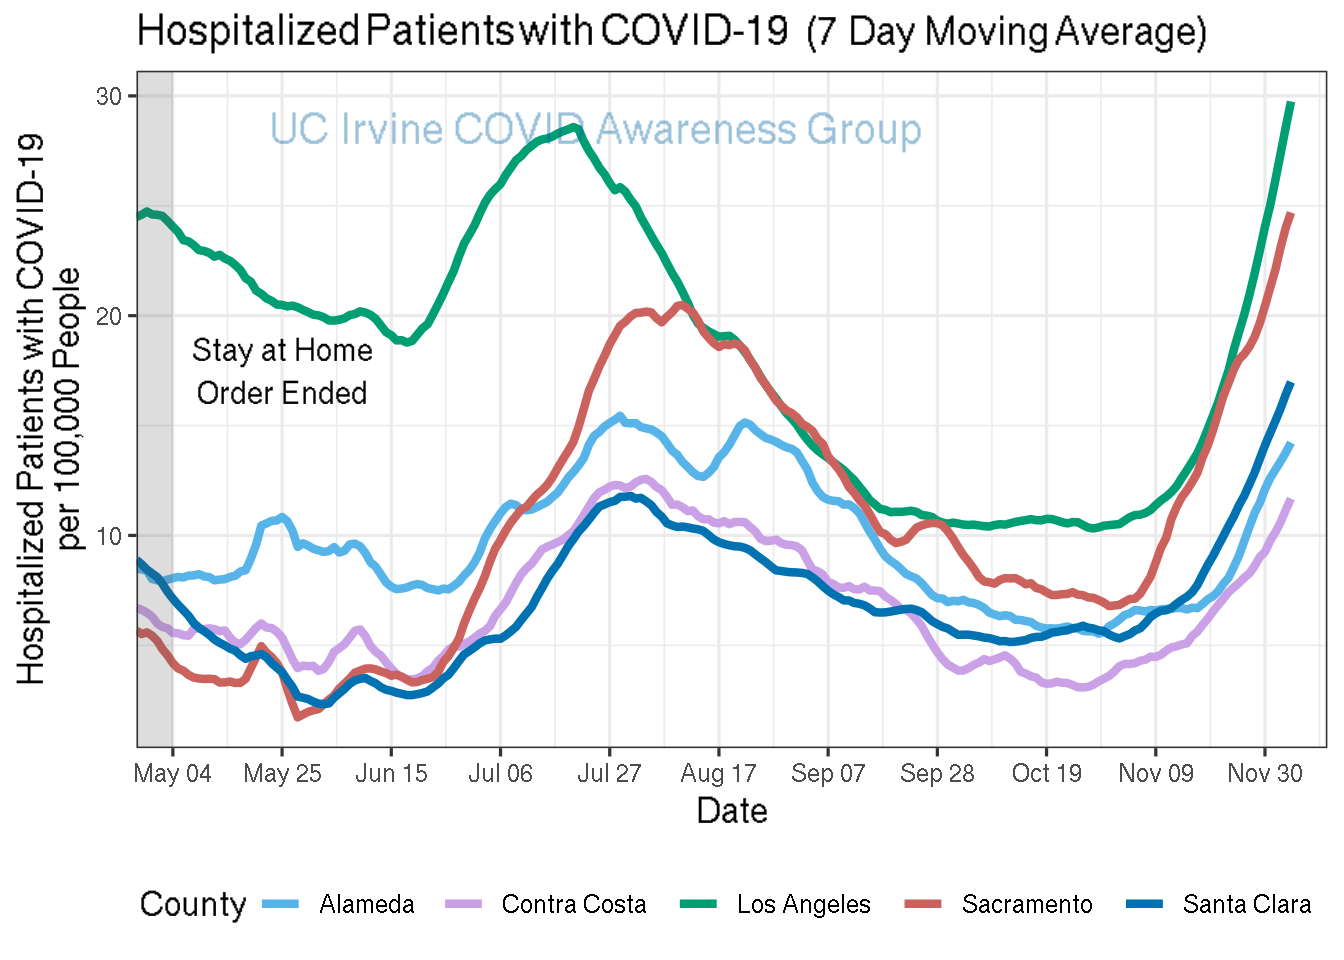 Hospitalized Patients with COVID-19 (7 Day Moving Average)
UC Irvine COVID Awareness Group
Stay at Home
Order Ended
Hospitalized Patients with COVID-19
per 100,000 People
30
20
10
May 04 May 25 Jun 15 Jul 06 Jul 27 Aug 17 Sep 07 Sep 28 Oct 19 Nov 09 Nov 30
Date
County Alameda Contra Costa Los Angeles Sacramento Santa Clara